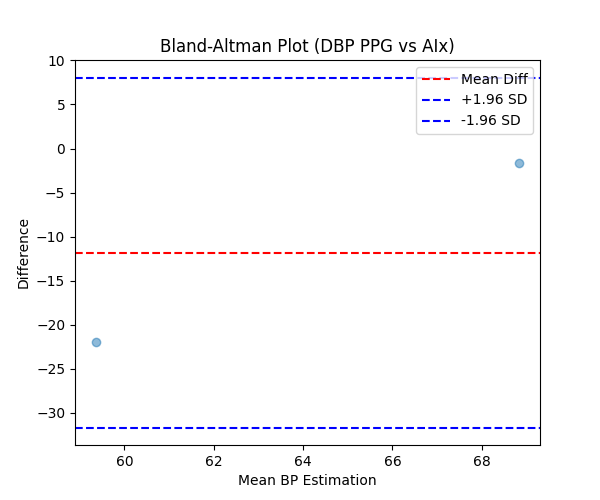 Bland-Altman Plot (DBP PPG vs AIx)
10
5
0
−5
−10
−15
−20
−25
−30
Difference
Mean Diff
+1.96 SD
-1.96 SD
60
62
64
66
68
Mean BP Estimation